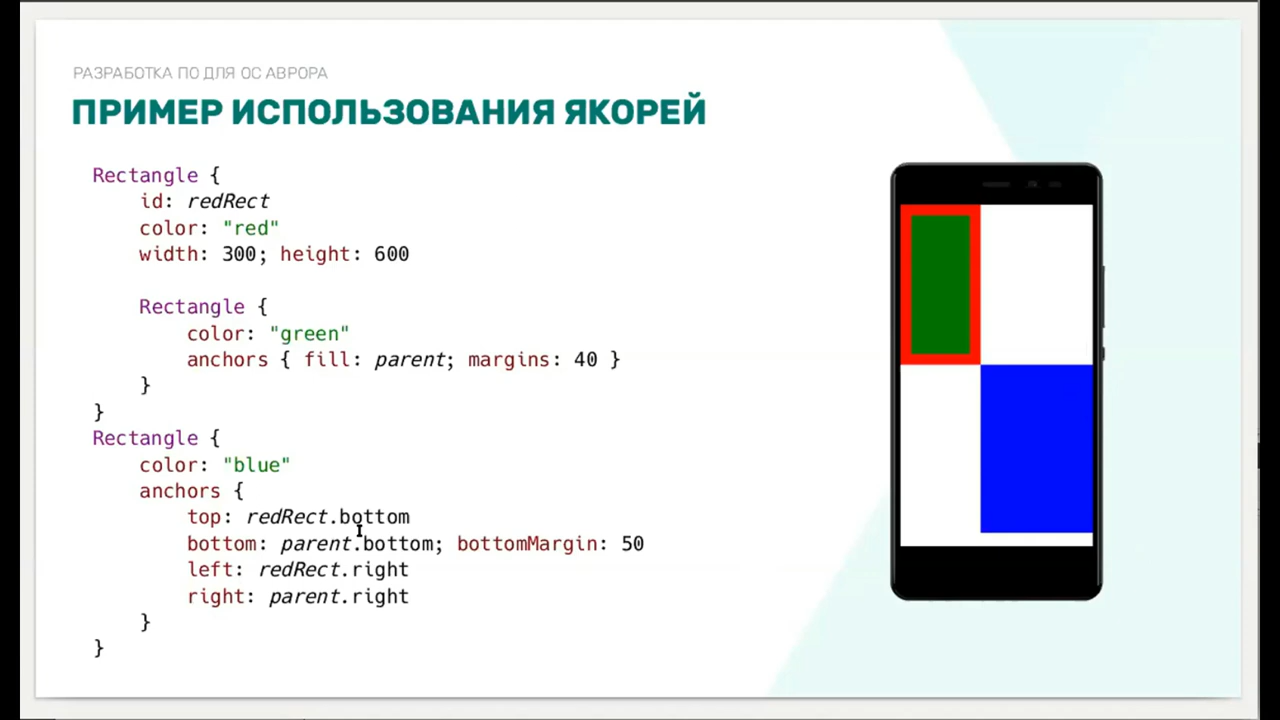 РАЗРАБОТКА ПО ДЛЯ ОС АВРОРА
ПРИМЕР ИСПОЛЬЗОВАНИЯ ЯКОРЕЙ
Rectangle {
    id: redRect
    color: "red"
    width: 300; height: 600

    Rectangle {
        color: "green"
        anchors { fill: parent; margins: 40 }
    }
}
Rectangle {
    color: "blue"
    anchors {
        top: redRect.bottom
        bottom: parent.bottom; bottomMargin: 50
        left: redRect.right
        right: parent.right
    }
}